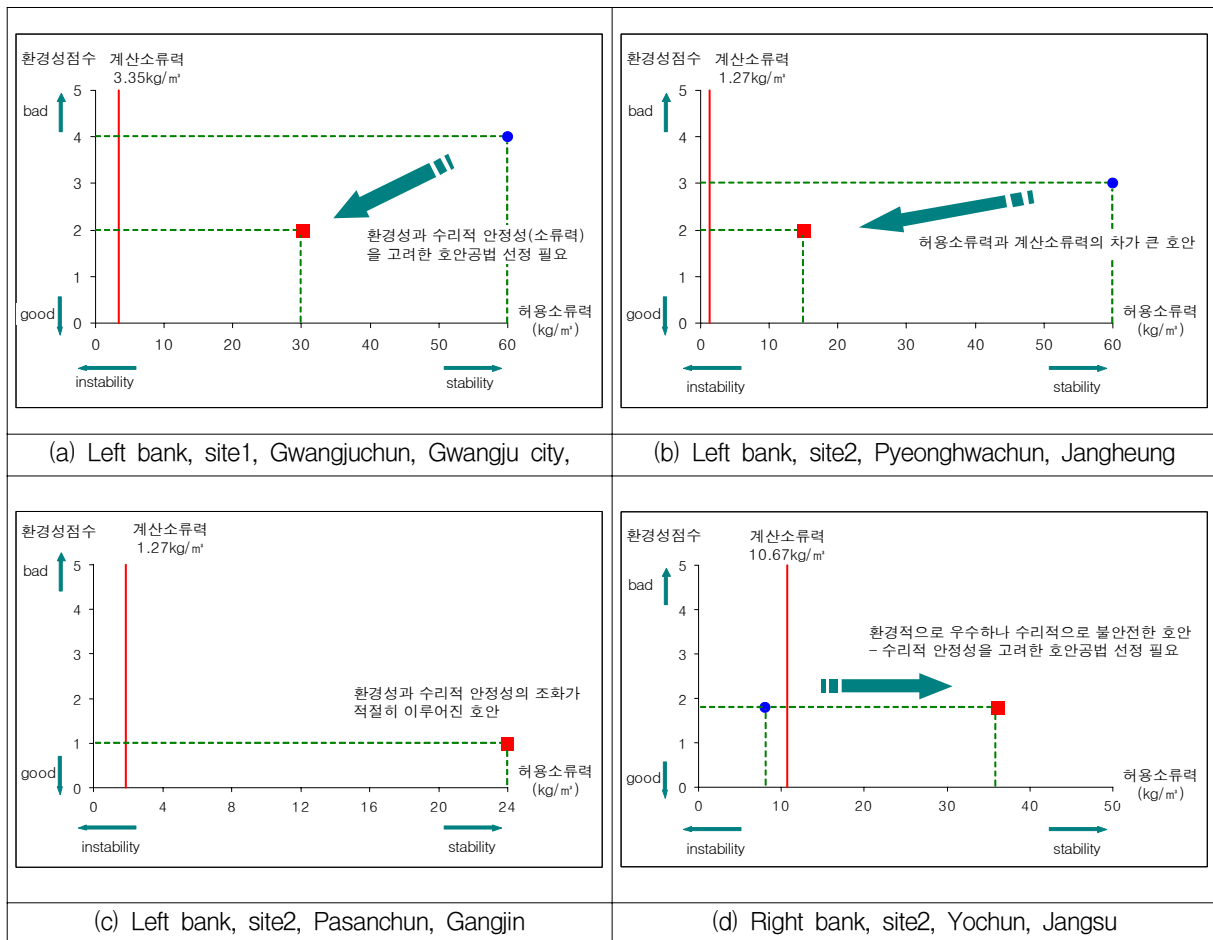 환경성점수
계산소류력
3.35kg/㎡
bad
5
4
3
2
1
0
good
환경성과 수리적 안정성(소류력)
을 고려한 호안공법 선정 필요
허용소류력
(kg/㎡)
0 10 20 30 40 50 60
instability
stability
(a) Left bank, site1, Gwangjuchun, Gwangju city,
환경성점수
계산소류력
1.27kg/㎡
bad
5
4
3
2
1
0
good
허용소류력과 계산소류력의 차가 큰 호안
허용소류력
(kg/㎡)
0 10 20 30 40 50 60
instability
stability
(b) Left bank, site2, Pyeonghwachun, Jangheung
환경성점수
계산소류력
1.27kg/㎡
bad
5
4
3
2
1
0
good
환경성과 수리적 안정성의 조화가
적절히 이루어진 호안
허용소류력
(kg/㎡)
0 4 8 12 16 20 24
instability
stability
(c) Left bank, site2, Pasanchun, Gangjin
환경성점수
계산소류력
10.67kg/㎡
bad
5
4
3
2
1
0
good
환경적으로 우수하나 수리적으로 불안전한 호안
– 수리적 안정성을 고려한 호안공법 선정 필요
허용소류력
(kg/㎡)
0 10 20 30 40 50
instability
stability
(d) Right bank, site2, Yochun, Jangsu